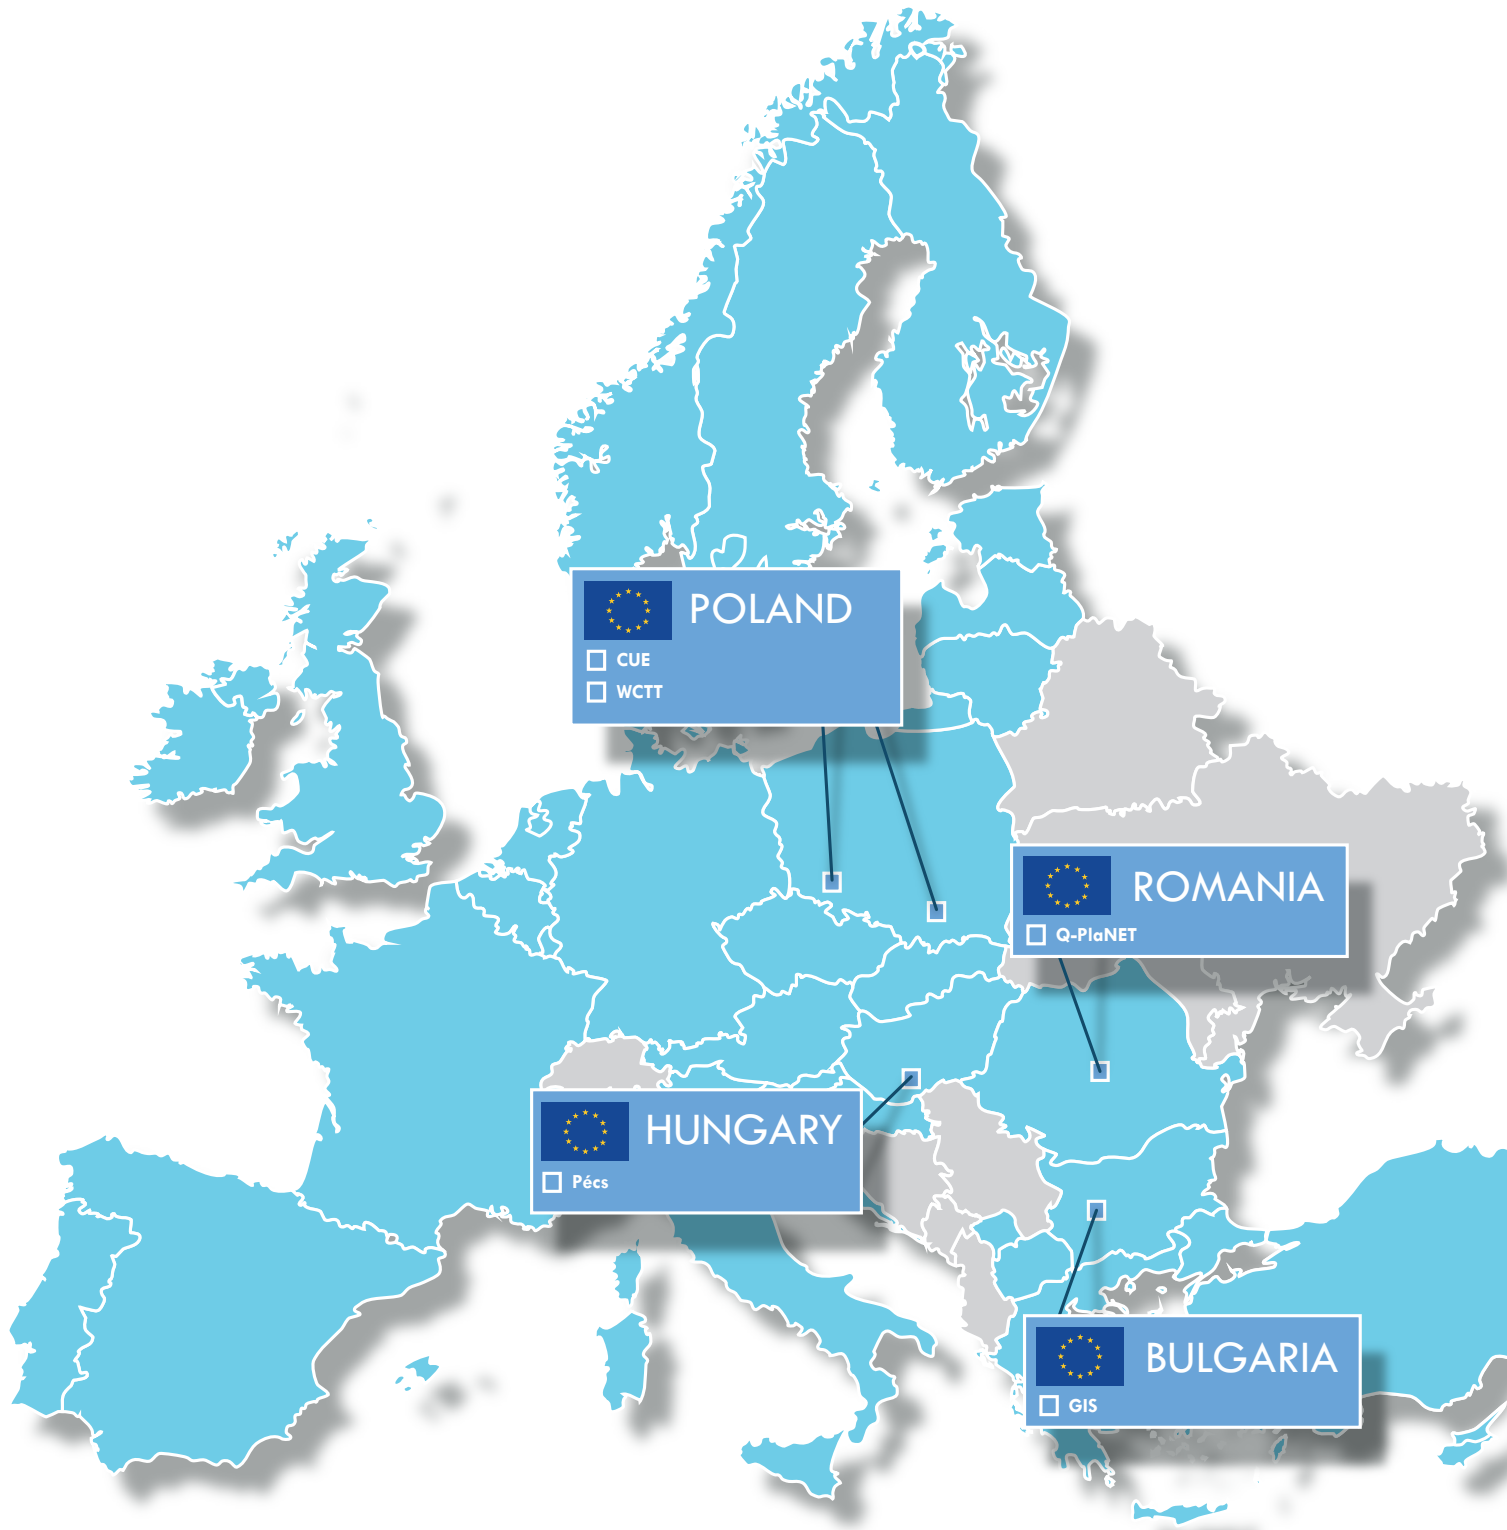 POLAND
CUE
WCTT
ROMANIA
Q-PlaNET
HUNGARY
Pécs
BULGARIA
GIS